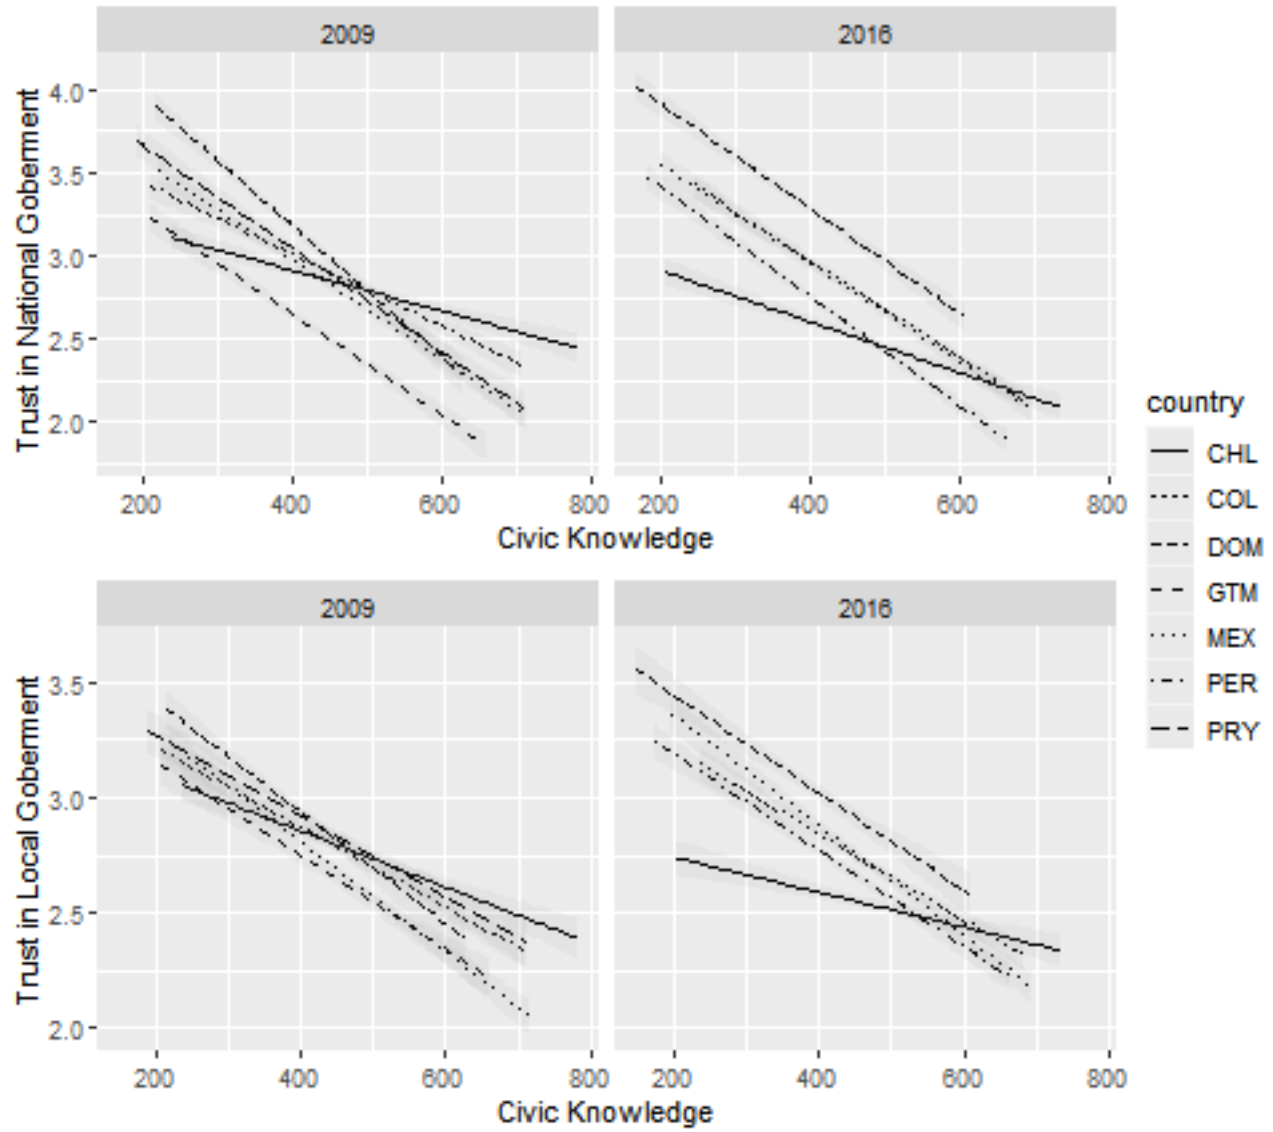 2009
2016
Trust in National Goberment
4.0
3.5
3.0
2.5
2.0
200
400
600
800
200
400
600
800
Civic Knowledge
2009
2016
Trust in Local Goberment
3.5
3.0
2.5
2.0
200
400
600
800
200
400
600
800
Civic Knowledge
country
CHL
COL
DOM
GTM
MEX
PER
PRY